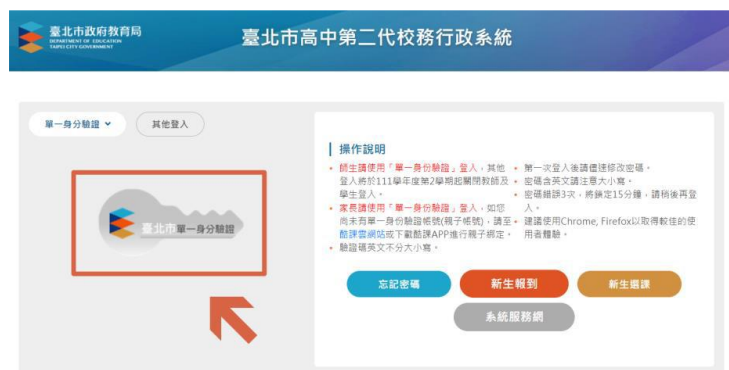 臺北市政府教育局
DEPARTMENT OF EDUCATION
TAIPEI CITY GOVERNMENT
臺北市高中第二代校務行政系統
單一身分驗證
其他登入
臺北市 單一身分驗證
操作說明
師生請使用「單一身份驗證」登入，其他
登入將於111學年度第2學期起關閉教師及
學生登入。
家長請使用「單一身份驗證」登入，如您
尚未有單一身份驗證帳號(親子帳號)，請至
酷課雲網站或下載酷課APP進行親子綁定。
驗證碼英文不分大小寫。
第一次登入後請儘速修改密碼。
密碼含英文請注意大小寫。
密碼錯誤3次，將鎖定15分鐘，請稍後再登
入。
建議使用Chrome, Firefox以取得較佳的使
用者體驗。
忘記密碼
新生報到
新生選課
系統服務網